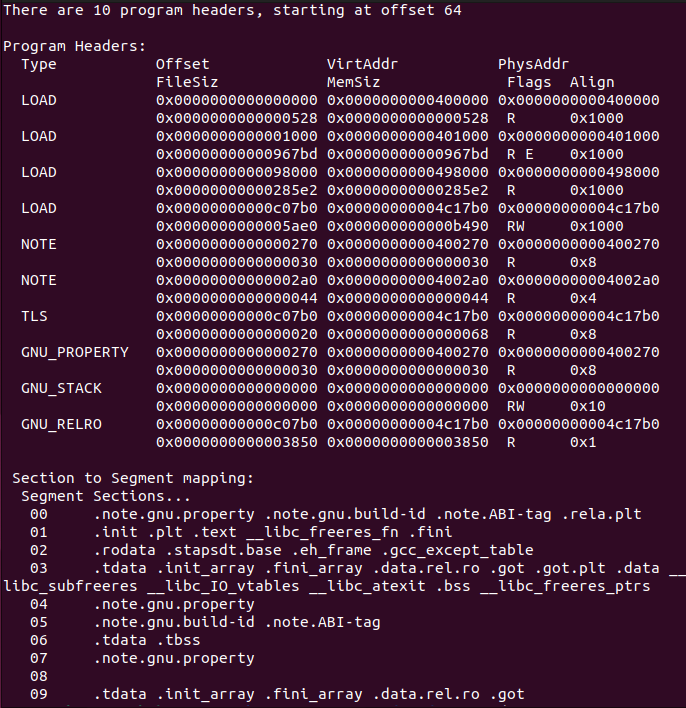 There are 10 program headers, starting at offset 64
Program Headers:
  Type           Offset             VirtAddr           PhysAddr
                 FileSiz            MemSiz              Flags  Align
  LOAD           0x0000000000000000 0x0000000000400000 0x0000000000400000
                 0x0000000000000528 0x0000000000000528  R      0x1000
  LOAD           0x0000000000001000 0x0000000000401000 0x0000000000401000
                 0x00000000000967bd 0x00000000000967bd  R E    0x1000
  LOAD           0x0000000000098000 0x0000000000498000 0x0000000000498000
                 0x00000000000285e2 0x00000000000285e2  R      0x1000
  LOAD           0x00000000000c07b0 0x00000000004c17b0 0x00000000004c17b0
                 0x0000000000005ae0 0x000000000000b490  RW     0x1000
  NOTE           0x0000000000000270 0x0000000000400270 0x0000000000400270
                 0x0000000000000030 0x0000000000000030  R      0x8
  NOTE           0x00000000000002a0 0x00000000004002a0 0x00000000004002a0
                 0x0000000000000044 0x0000000000000044  R      0x4
  TLS            0x00000000000c07b0 0x00000000004c17b0 0x00000000004c17b0
                 0x0000000000000020 0x0000000000000068  R      0x8
  GNU_PROPERTY   0x0000000000000270 0x0000000000400270 0x0000000000400270
                 0x0000000000000030 0x0000000000000030  R      0x8
  GNU_STACK      0x0000000000000000 0x0000000000000000 0x0000000000000000
                 0x0000000000000000 0x0000000000000000  RW     0x10
  GNU_RELRO      0x00000000000c07b0 0x00000000004c17b0 0x00000000004c17b0
                 0x0000000000003850 0x0000000000003850  R      0x1
 Section to Segment mapping:
  Segment Sections...
   00     .note.gnu.property .note.gnu.build-id .note.ABI-tag .rela.plt
   01     .init .plt .text __libc_freeres_fn .fini
   02     .rodata .stapsdt.base .eh_frame .gcc_except_table
   03     .tdata .init_array .fini_array .data.rel.ro .got .got.plt .data __
libc_subfreeres __libc_IO_vtables __libc_atexit .bss __libc_freeres_ptrs
   04     .note.gnu.property
   05     .note.gnu.build-id .note.ABI-tag
   06     .tdata .tbss
   07     .note.gnu.property
   08
   09     .tdata .init_array .fini_array .data.rel.ro .got